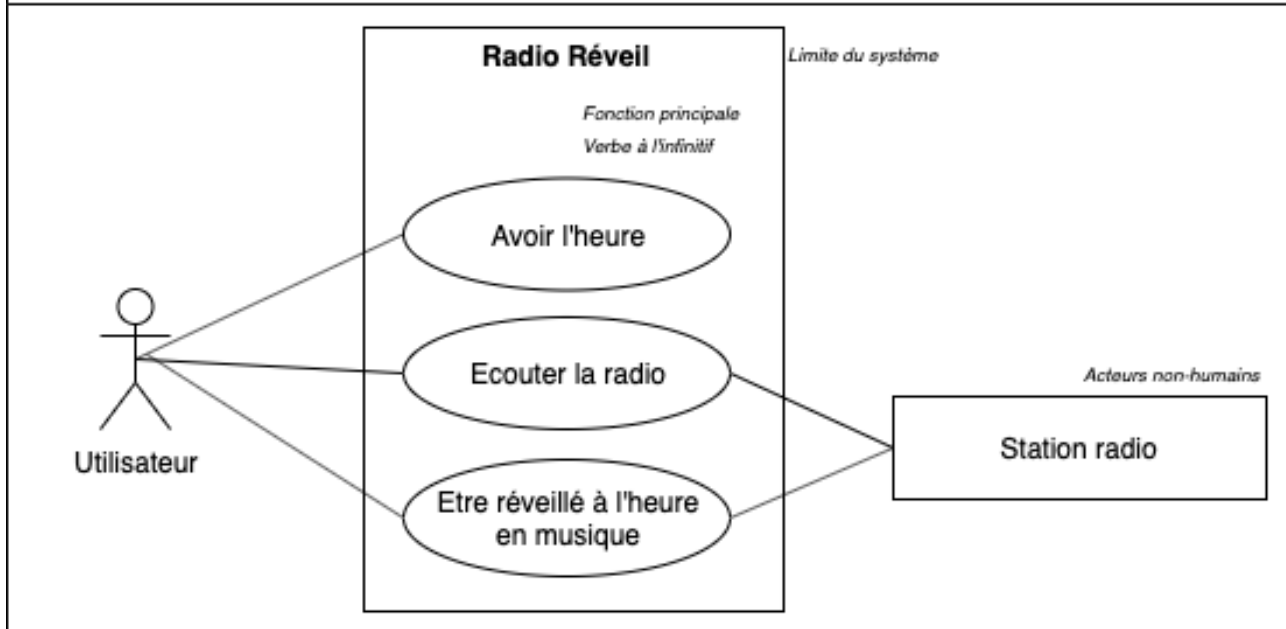 Radio Réveil
Limite du système
Fonction principale
Verbe à l'infinitif
Avoir l'heure
Ecouter la radio
Acteurs non-humains
Station radio
Utilisateur
Etre réveillé à l'heure
en musique